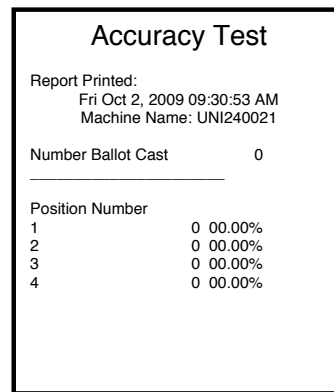 Accuracy Test
Report Printed:
Fri Oct 2, 2009 09:30:53 AM
Machine Name: UNI240021
Number Ballot Cast 0
Position Number
1 0 00.00%
2 0 00.00%
3 0 00.00%
4 0 00.00%